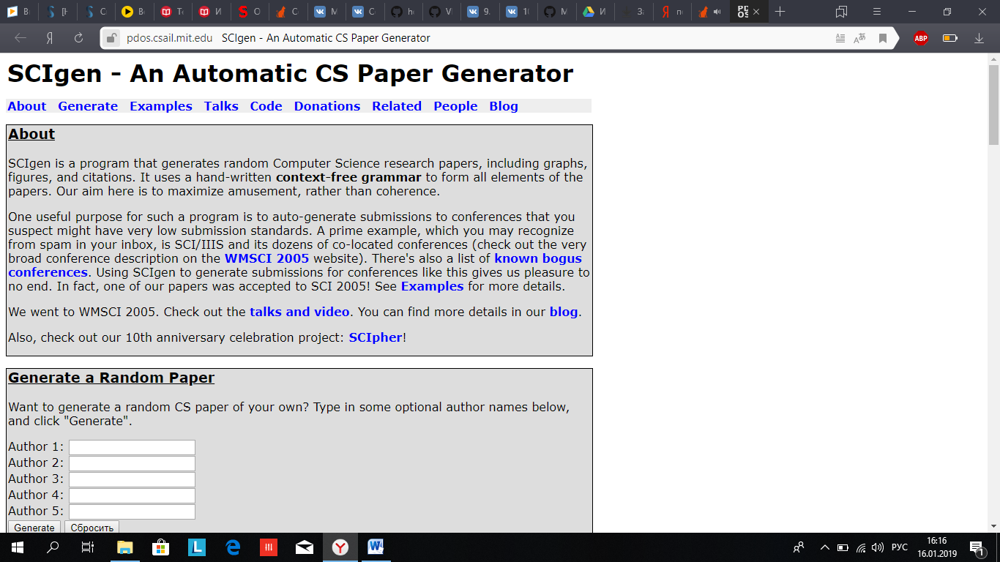 pdos.csail.mit.edu SCIgen - An Automatic CS Paper Generator
ABP
SCIgen - An Automatic CS Paper Generator
About Generate Examples Talks Code Donations Related People Blog
About
SCIgen is a program that generates random Computer Science research papers, including graphs,
figures, and citations. It uses a hand-written context-free grammar to form all elements of the
papers. Our aim here is to maximize amusement, rather than coherence.
One useful purpose for such a program is to auto-generate submissions to conferences that you
suspect might have very low submission standards. A prime example, which you may recognize
from spam in your inbox, is SCI/IIIS and its dozens of co-located conferences (check out the very
broad conference description on the WMSCI 2005 website). There's also a list of known bogus
conferences. Using SCIgen to generate submissions for conferences like this gives us pleasure to
no end. In fact, one of our papers was accepted to SCI 2005! See Examples for more details.
We went to WMSCI 2005. Check out the talks and video. You can find more details in our blog.
Also, check out our 10th anniversary celebration project: SCIpher!
Generate a Random Paper
Want to generate a random CS paper of your own? Type in some optional author names below,
and click "Generate".
Author 1:
Author 2:
Author 3:
Author 4:
Author 5:
Generate Сбросить
РУС
16:16
16.01.2019
1